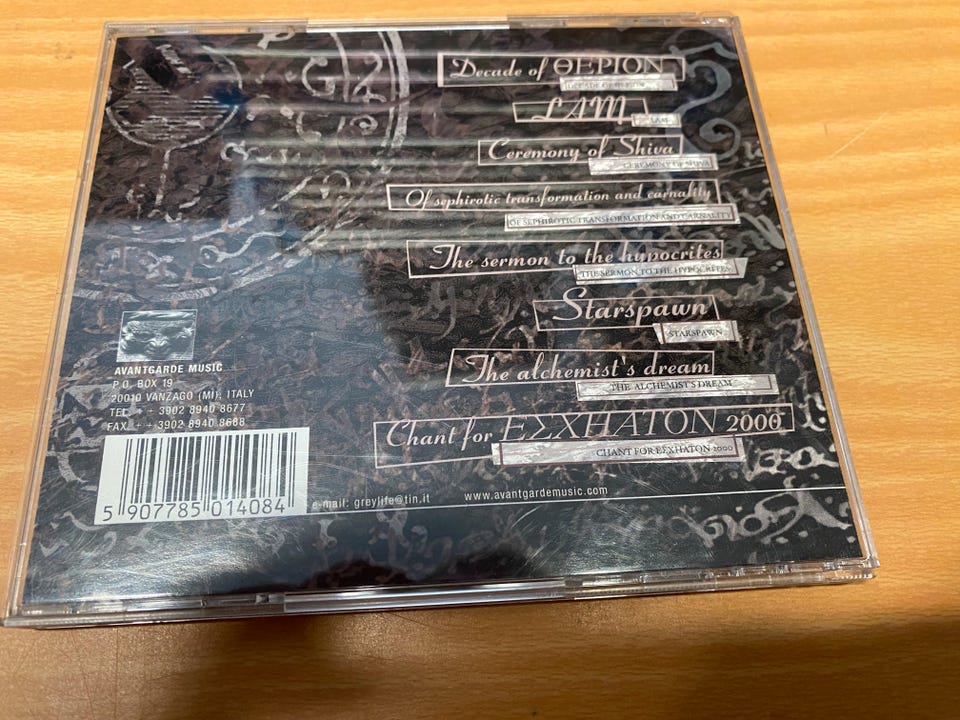 Decade of ΘΕΡΙΟΝ
DECADE OF ΘΕΡΙΟΝ
LAM
LAM
Ceremony of Shiva
CEREMONY OF SHIVA
Of sephirotic transformation and carnality
OF SEPHIROTIC TRANSFORMATION AND CARNALITY
The sermon to the hypocrites
THE SERMON TO THE HYPOCRITES
Starspawn
STARSPAWN
The alchemist's dream
THE ALCHEMIST'S DREAM
Chant for ΕΣΧΗΑΤΟΝ 2000
CHANT FOR ΕΣΧΗΑΤΟΝ 2000
AVANTGARDE MUSIC
P.O. BOX 19
20010 VANZAGO (MI), ITALY
TEL + + 3902 8940 8677
FAX + + 3902 8940 8688
5 907785 014084
e-mail: greylife@tin.it
www.avantgardemusic.com